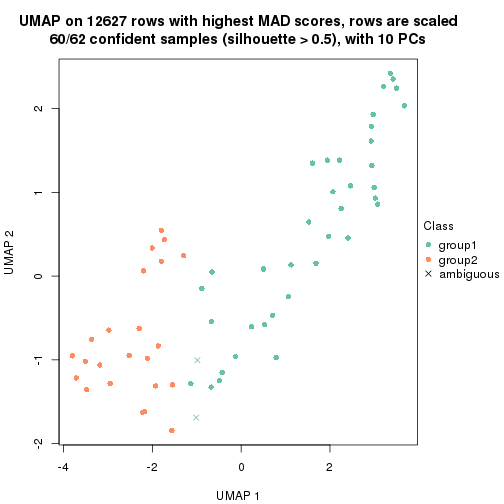 UMAP on 12627 rows with highest MAD scores, rows are scaled
60/62 confident samples (silhouette > 0.5), with 10 PCs
2
1
0
-1
-2
UMAP 2
-4
-2
0
2
UMAP 1
Class
group1
group2
ambiguous